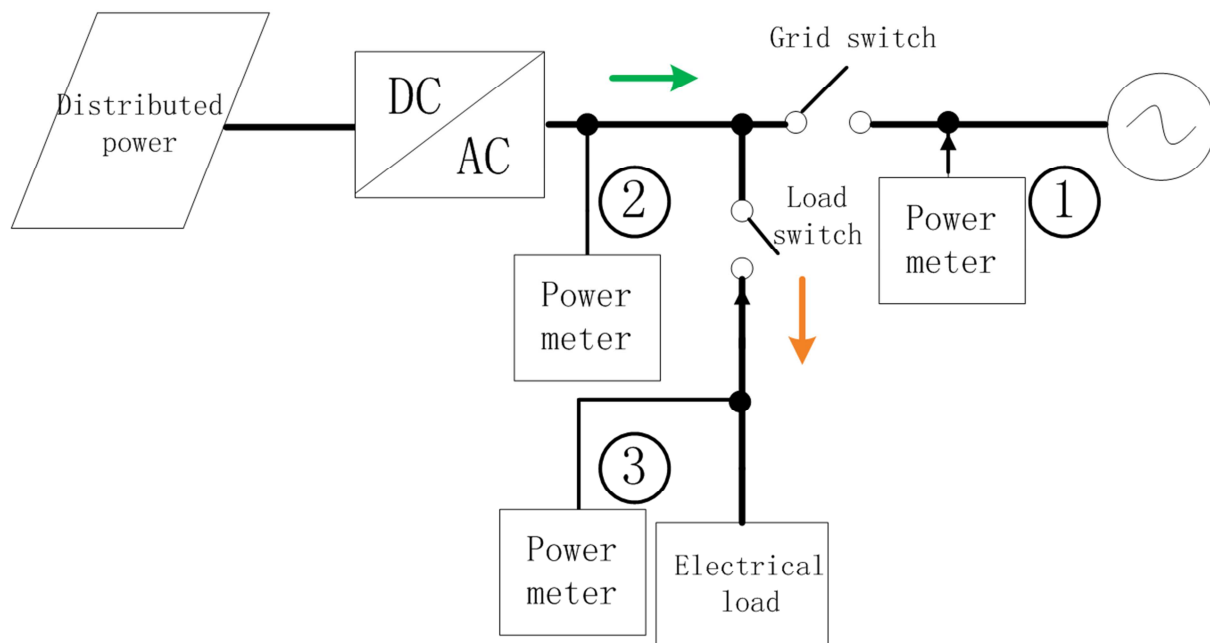 Grid switch
Distributed
power
DC
AC
②
Load
switch
①
Power
meter
Power
meter
③
Power
meter
Electrical
load